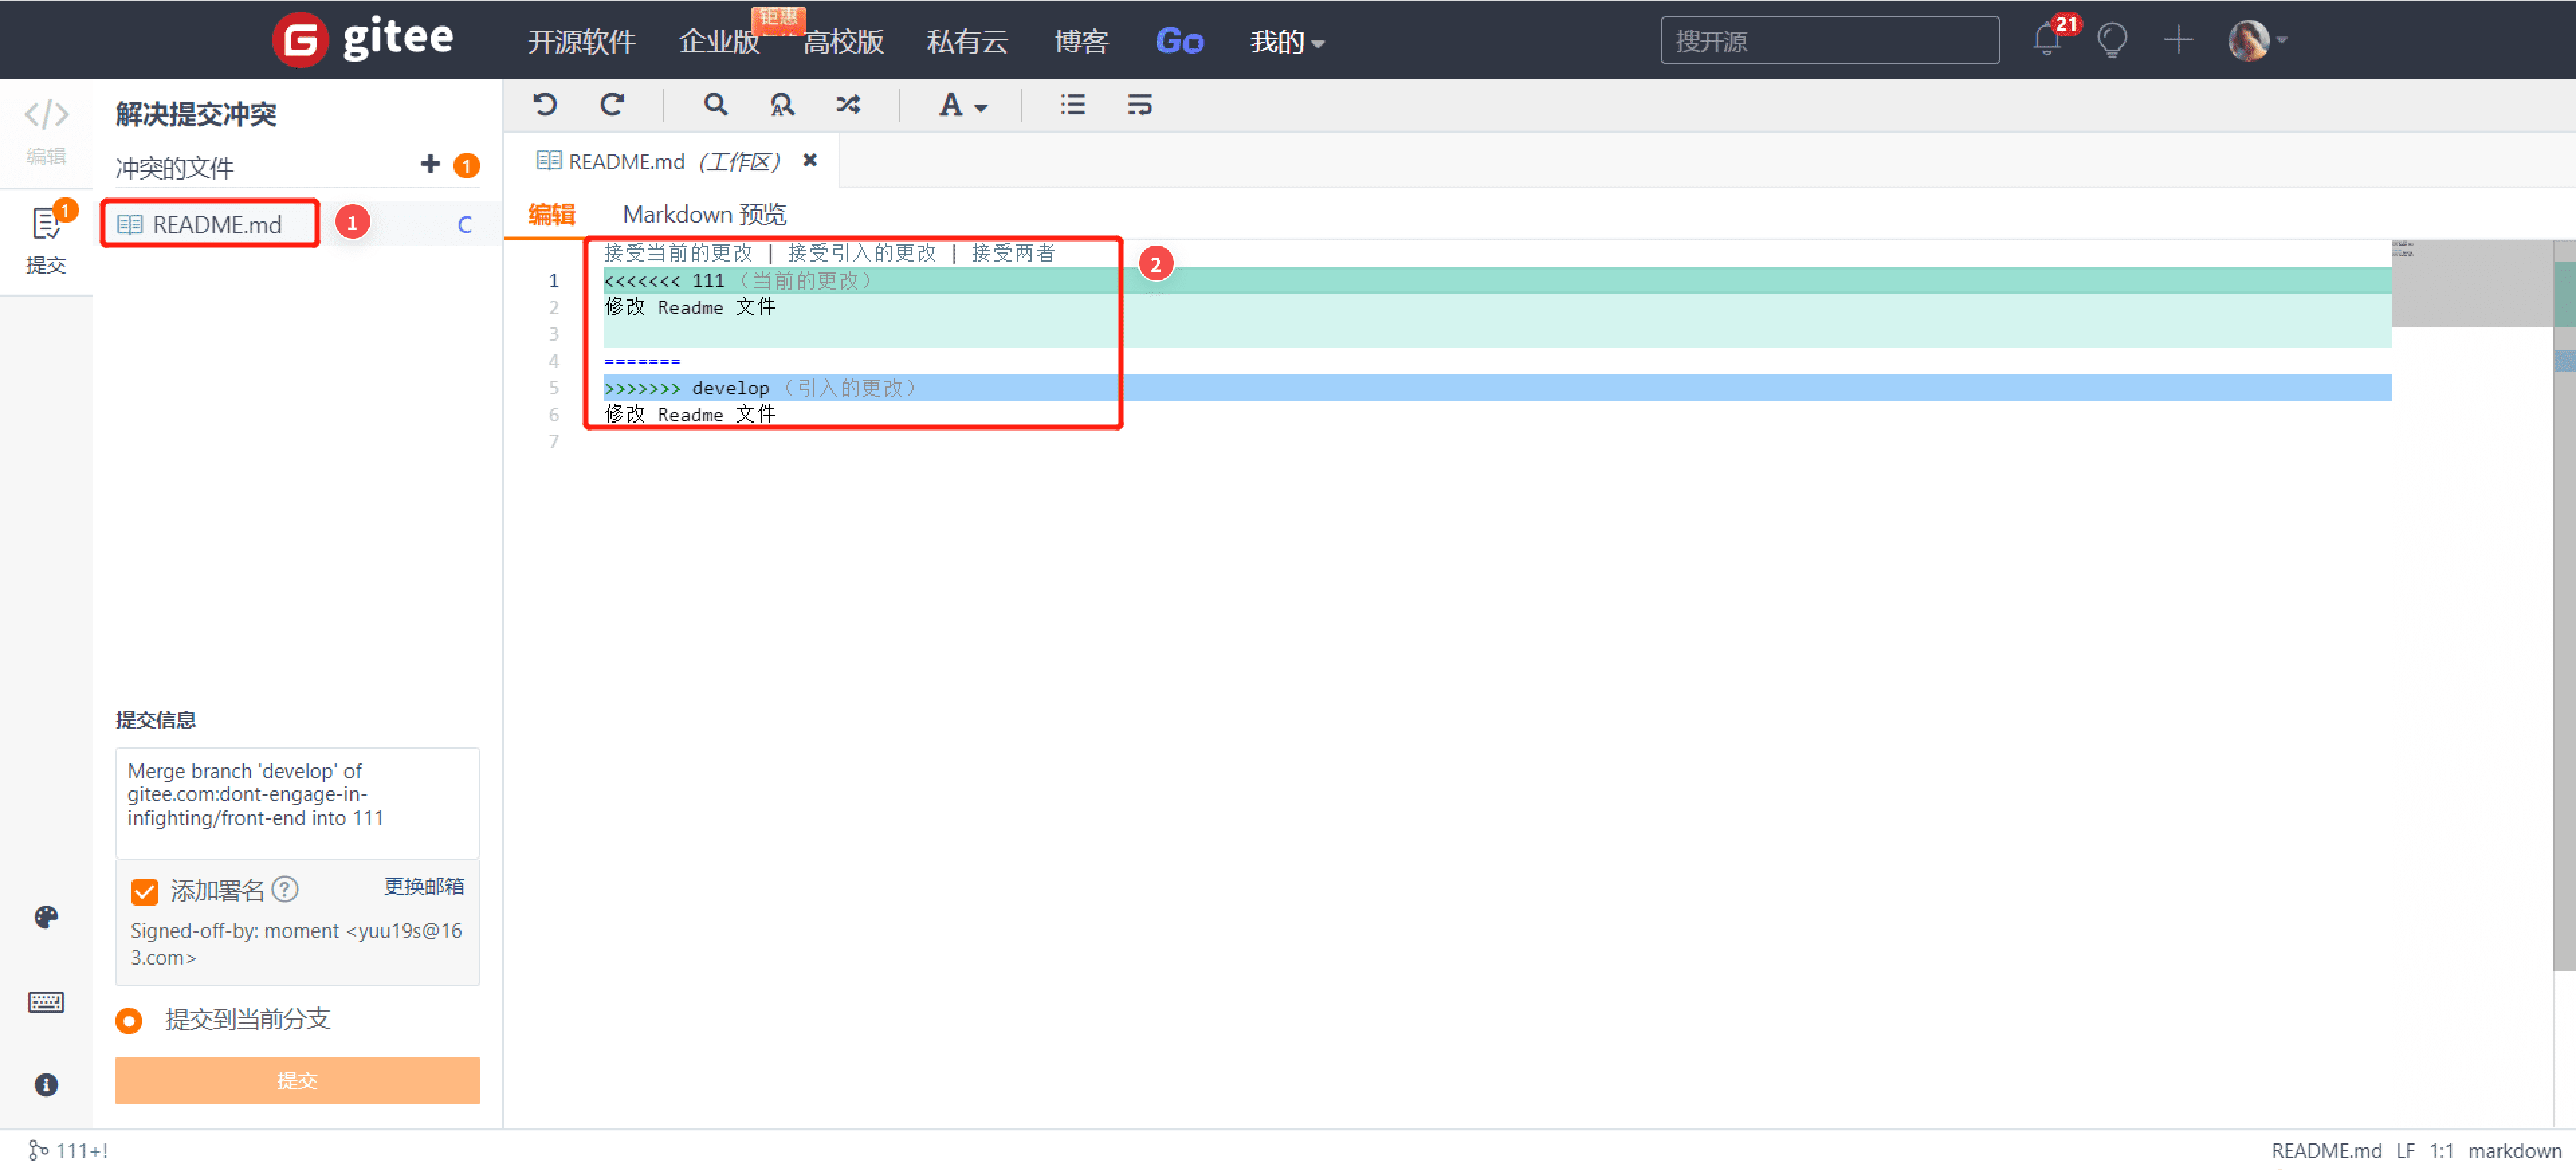 gitee 开源软件 企业版 钜惠 高校版 私有云 博客 Go 我的 搜开源 21
编辑
提交
1
解决提交冲突
冲突的文件 1
README.md 1 C
README.md (工作区)
编辑 Markdown 预览
接受当前的更改 | 接受引入的更改 | 接受两者
2
1 <<<<<<< 111 (当前的更改)
2 修改 Readme 文件
3
4 =======
5 >>>>>>> develop (引入的更改)
6 修改 Readme 文件
7
提交信息
Merge branch 'develop' of
gitee.com:dont-engage-in-
infighting/front-end into 111
添加署名 ? 更换邮箱
Signed-off-by: moment <yuu19s@16
3.com>
提交到当前分支
提交
111+! README.md LF 1:1 markdown